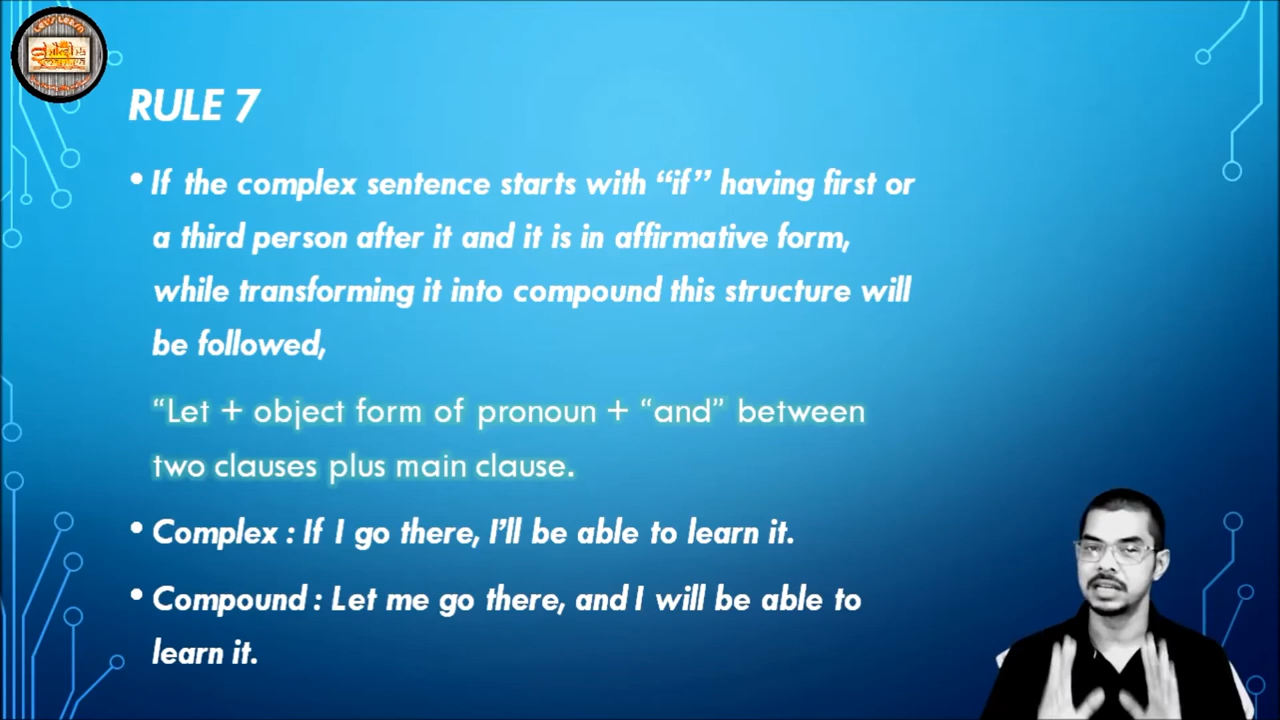 RULE 7
• If the complex sentence starts with “if” having first or
a third person after it and it is in affirmative form,
while transforming it into compound this structure will
be followed,
“Let + object form of pronoun + “and” between
two clauses plus main clause.
• Complex : If I go there, I’ll be able to learn it.
• Compound : Let me go there, and I will be able to
learn it.